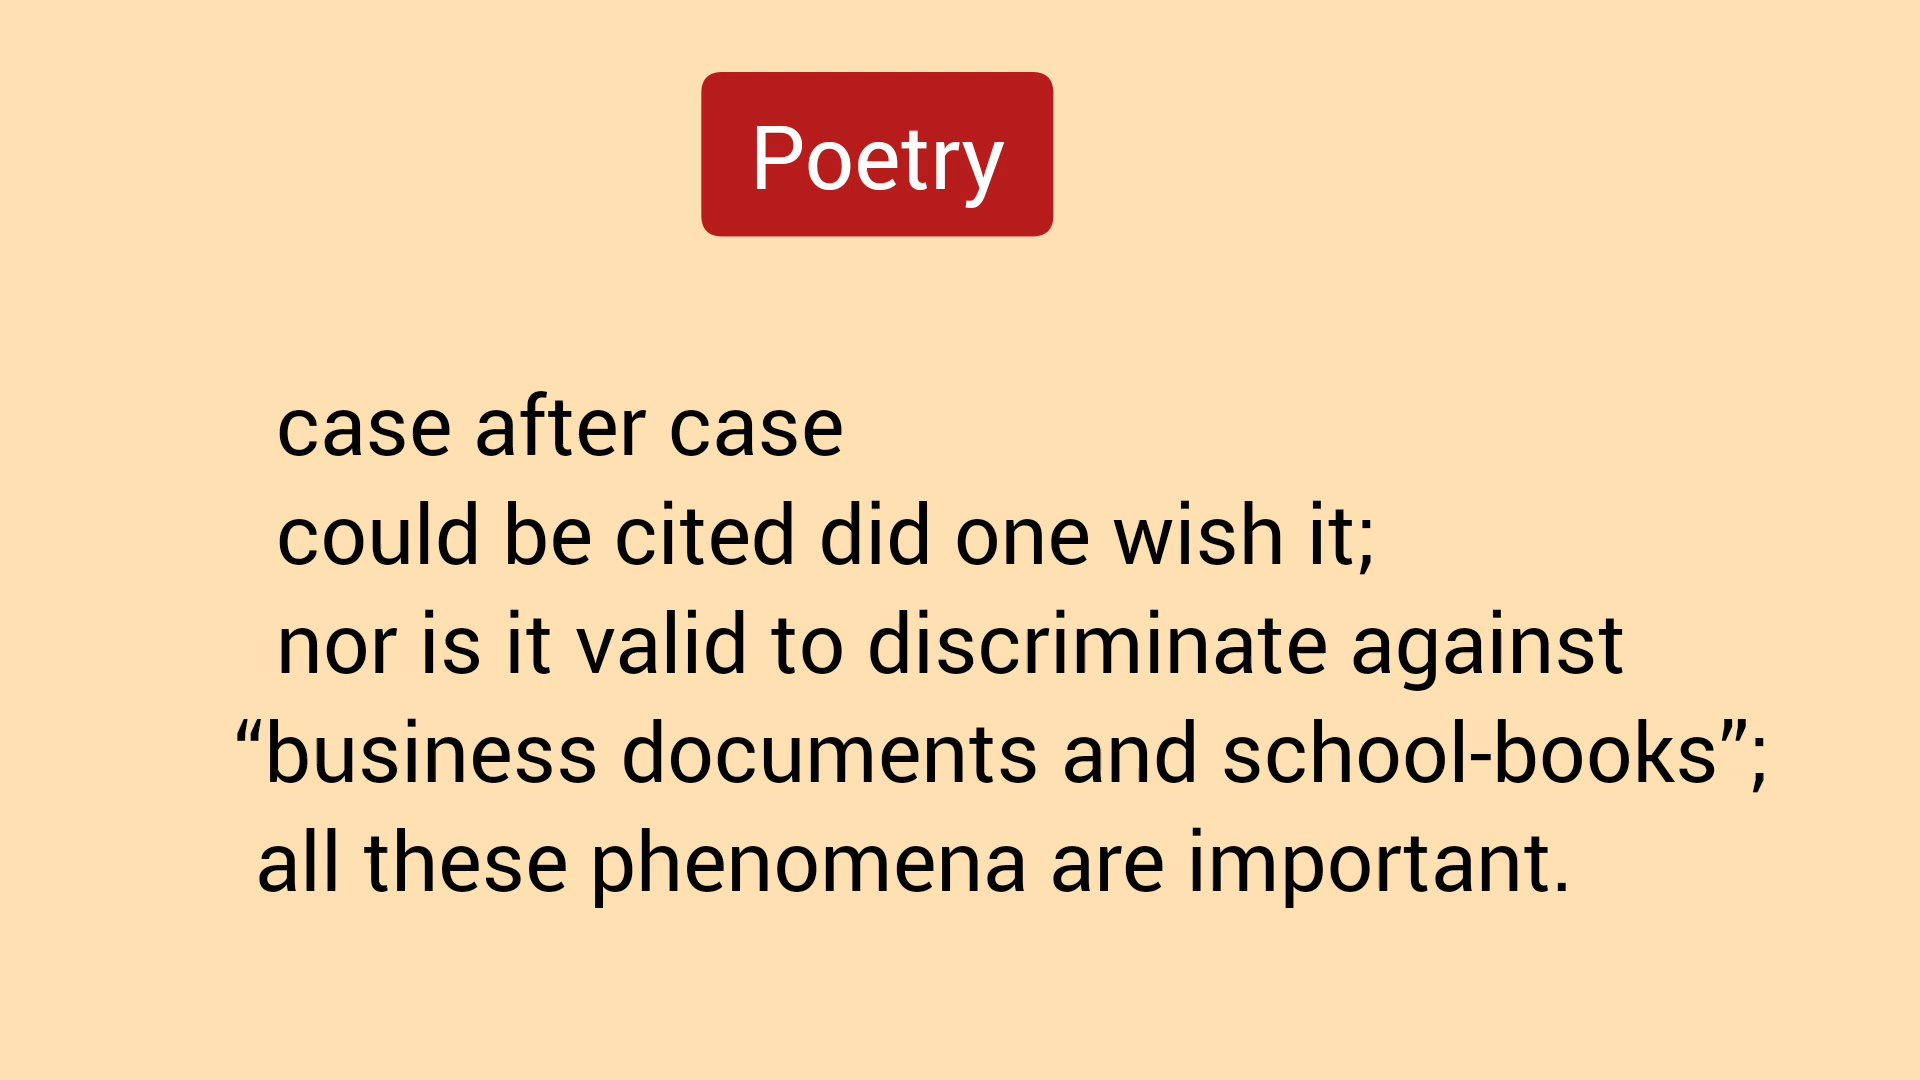 Poetry
case after case
could be cited did one wish it;
nor is it valid to discriminate against
“business documents and school-books”;
all these phenomena are important.